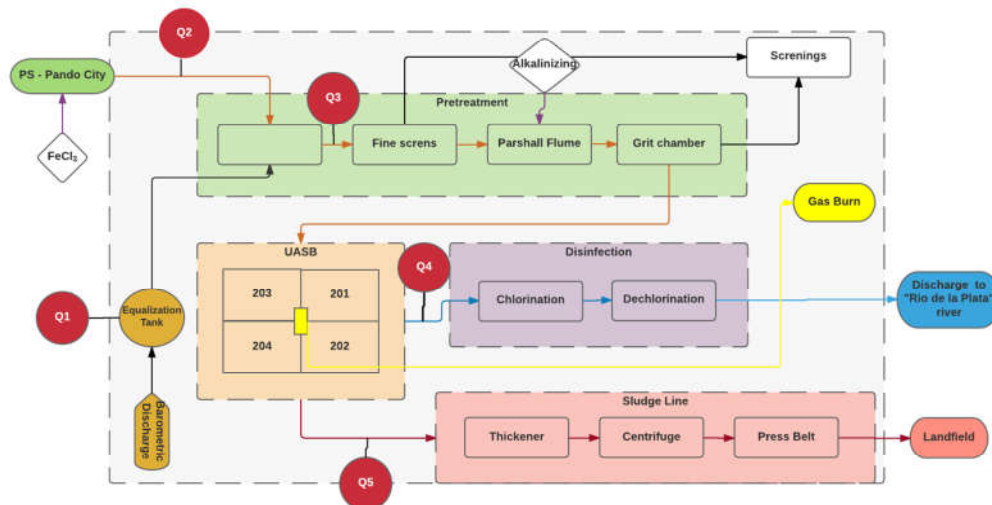 Q2
PS - Pando City
FeCl₃
Alkalinizing
Screenings
Q3
Pretreatment
Fine screns
Parshall Flume
Grit chamber
Gas Burn
UASB
203
201
204
202
Q4
Disinfection
Chlorination
Dechlorination
Discharge to
"Rio de la Plata"
river
Q1
Equalization
Tank
Barometric
Discharge
Sludge Line
Thickener
Centrifuge
Press Belt
Landfield
Q5